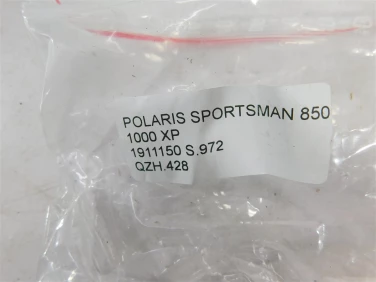 POLARIS SPORTSMAN 850
1000 XP
1911150 S.972
QZH.428